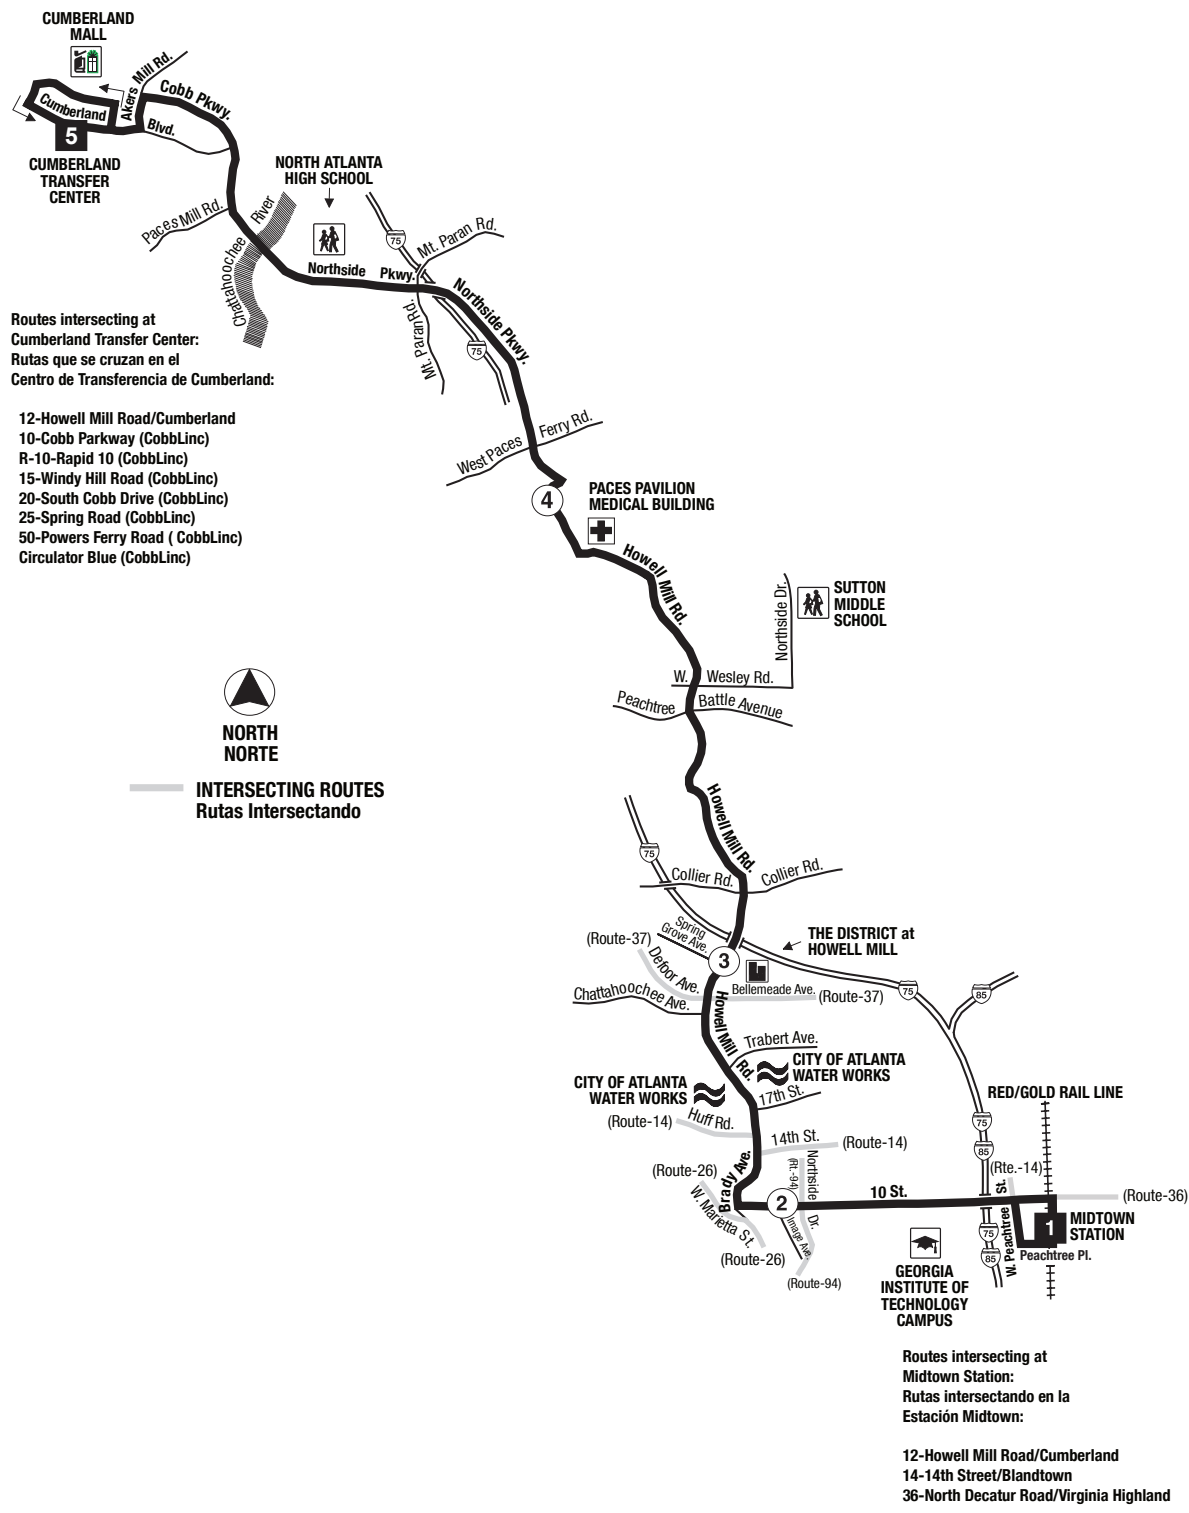 CUMBERLAND
MALL
Akers Mill Rd.
Cobb Pkwy.
Cumberland
Blvd.
5
CUMBERLAND
TRANSFER
CENTER
NORTH ATLANTA
HIGH SCHOOL
Paces Mill Rd.
Chattahoochee River
75
Mt. Paran Rd.
Northside Pkwy.
Northside Pkwy.
Mt. Paran Rd.
75
Routes intersecting at
Cumberland Transfer Center:
Rutas que se cruzan en el
Centro de Transferencia de Cumberland:
12-Howell Mill Road/Cumberland
10-Cobb Parkway (CobbLinc)
R-10-Rapid 10 (CobbLinc)
15-Windy Hill Road (CobbLinc)
20-South Cobb Drive (CobbLinc)
25-Spring Road (CobbLinc)
50-Powers Ferry Road ( CobbLinc)
Circulator Blue (CobbLinc)
West Paces Ferry Rd.
4
PACES PAVILION
MEDICAL BUILDING
Howell Mill Rd.
Northside Dr.
SUTTON
MIDDLE
SCHOOL
W. Wesley Rd.
Peachtree Battle Avenue
NORTH
NORTE
INTERSECTING ROUTES
Rutas Intersectando
Howell Mill Rd.
75
Collier Rd.
Collier Rd.
Spring
Grove Ave.
THE DISTRICT at
HOWELL MILL
(Route-37)
3
Defoor Ave.
Bellemeade Ave.
(Route-37)
75
85
Chattahoochee Ave.
Howell Mill Rd.
Trabert Ave.
CITY OF ATLANTA
WATER WORKS
CITY OF ATLANTA
WATER WORKS
17th St.
RED/GOLD RAIL LINE
(Route-14)
Huff Rd.
14th St.
(Route-14)
75
85
Brady Ave.
(Route-26)
W. Marietta St.
(Rt.-94)
Northside Dr.
(Rte.-14)
2
10 St.
(Route-36)
Image Ave.
(Route-26)
(Route-94)
W. Peachtree St.
1
MIDTOWN
STATION
Peachtree Pl.
75
85
GEORGIA
INSTITUTE OF
TECHNOLOGY
CAMPUS
Routes intersecting at
Midtown Station:
Rutas intersectando en la
Estación Midtown:
12-Howell Mill Road/Cumberland
14-14th Street/Blandtown
36-North Decatur Road/Virginia Highland